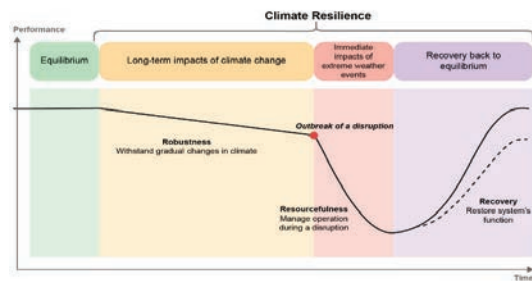 Climate Resilience
Performance
Equilibrium
Long-term impacts of climate change
Immediate
impacts of
extreme weather
events
Recovery back to
equilibrium
Outbreak of a disruption
Robustness
Withstand gradual changes in climate
Resourcefulness
Manage operation
during a disruption
Recovery
Restore system's
function
Time